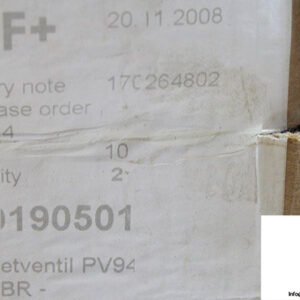 F+
20.11.2008
ry note 170264802
ase order .
4
10
ity 2
0190501
etventil PV94
BR -
Info